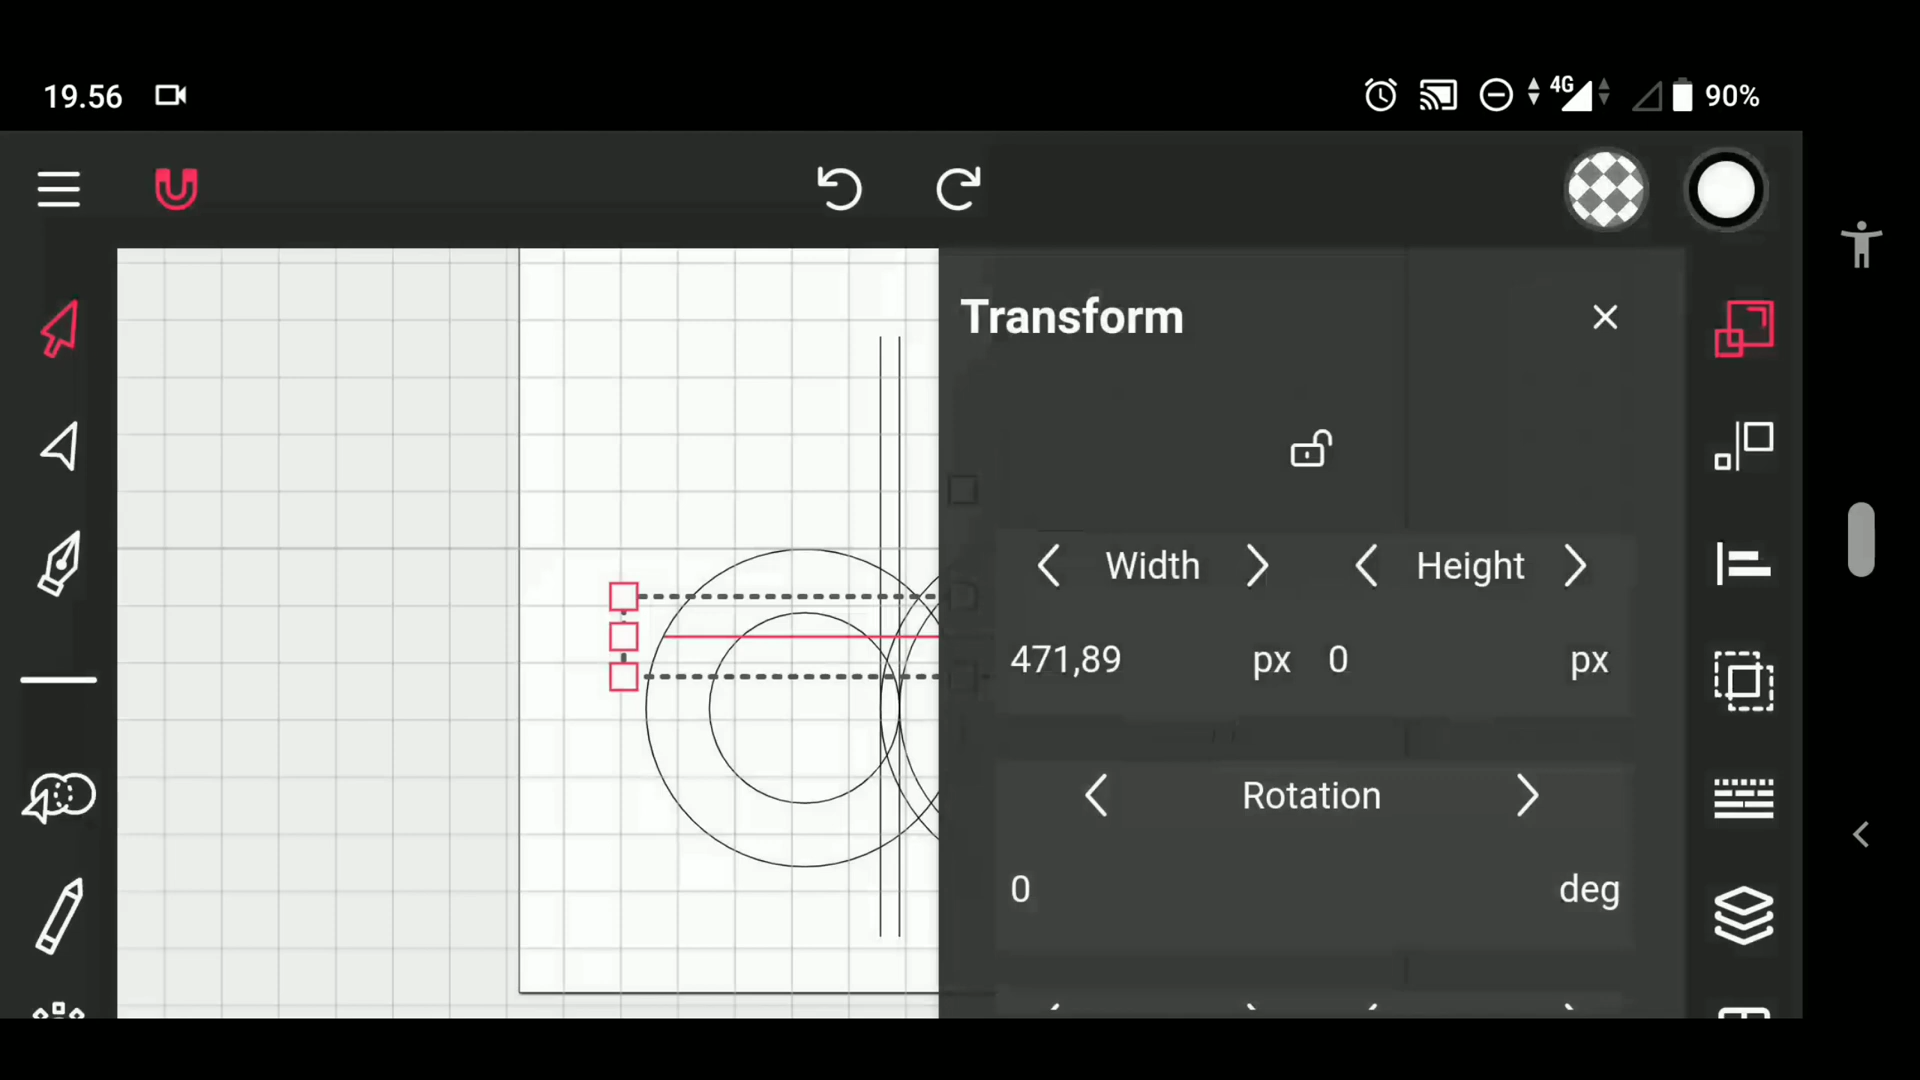 19.56
4G
90%
Transform
Width Height
471,89 px 0 px
Rotation
0 deg